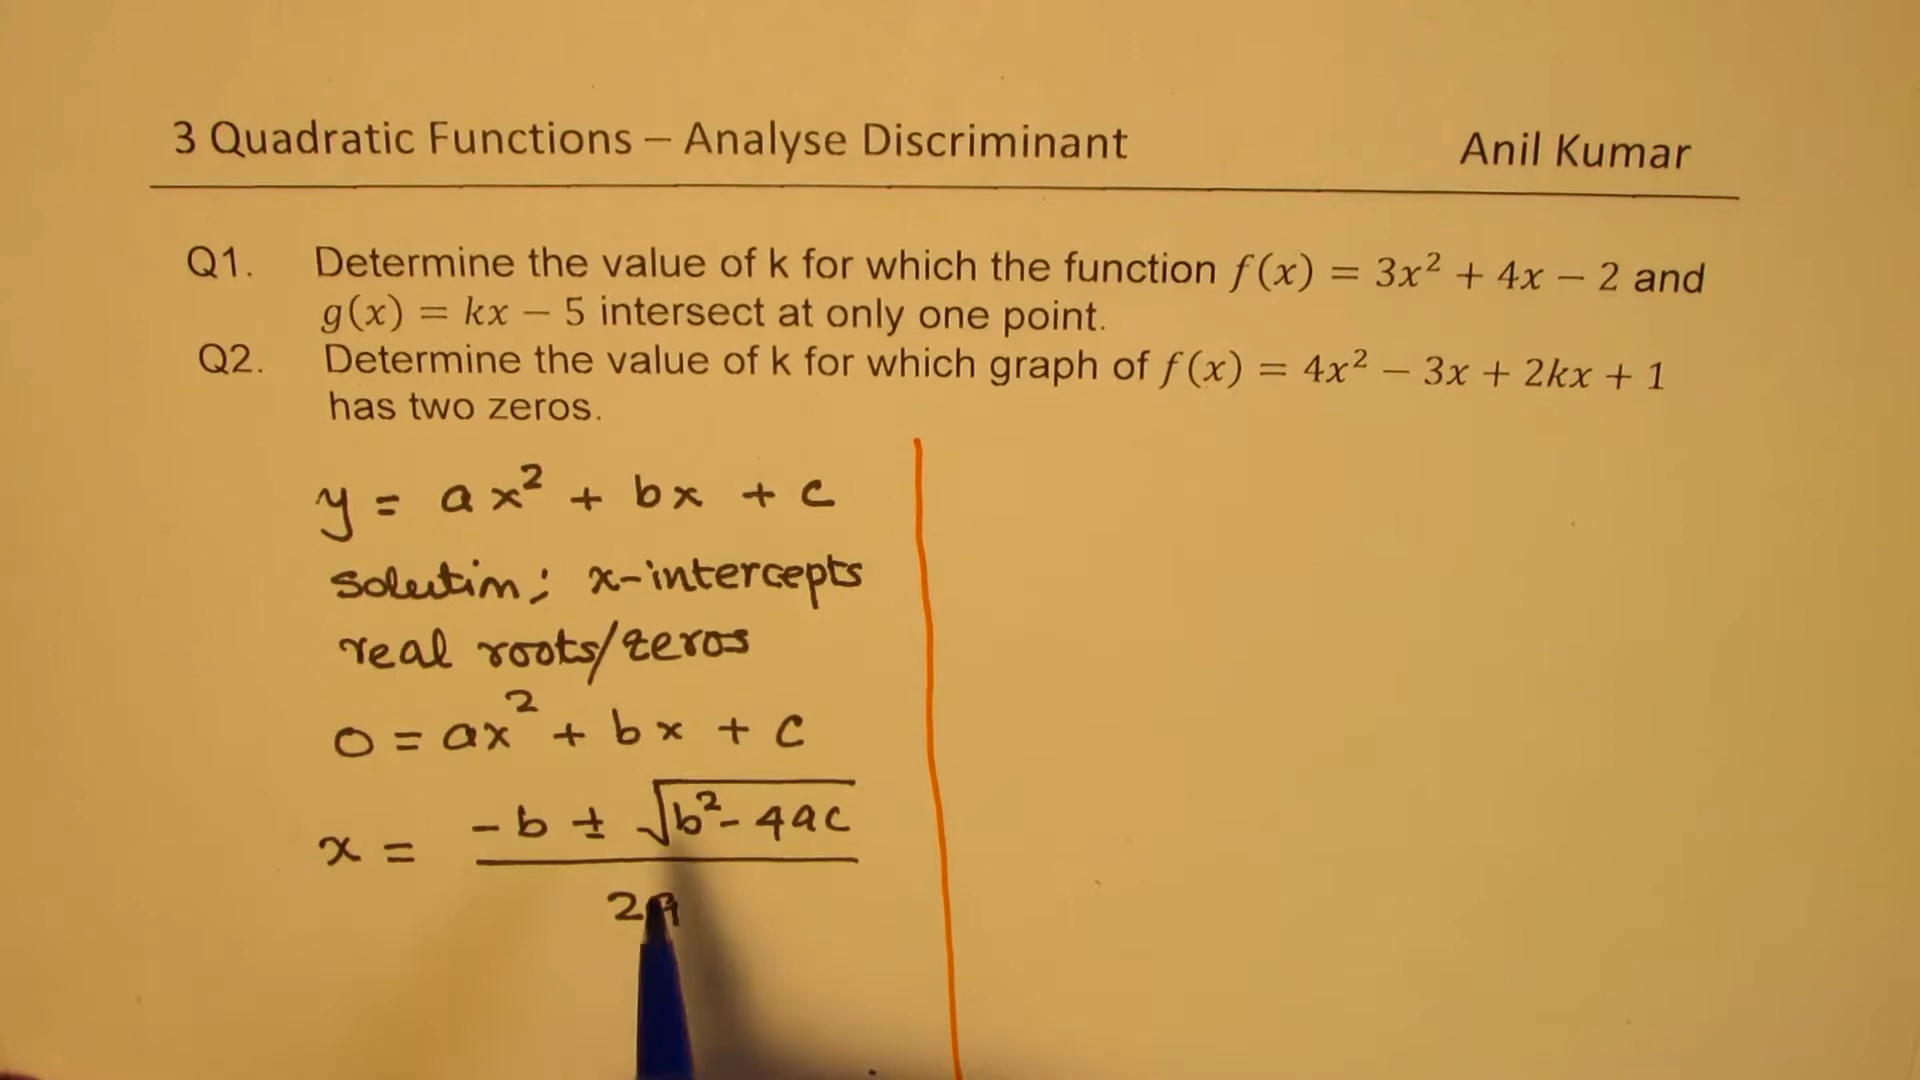 3 Quadratic Functions – Analyse Discriminant Anil Kumar
Q1. Determine the value of k for which the function f(x) = 3x² + 4x − 2 and
g(x) = kx − 5 intersect at only one point.
Q2. Determine the value of k for which graph of f(x) = 4x² − 3x + 2kx + 1
has two zeros.
y = ax² + bx + c
solution; x-intercepts
real roots/zeros
0 = ax² + bx + c
x = -b ± √b² - 4ac
2a